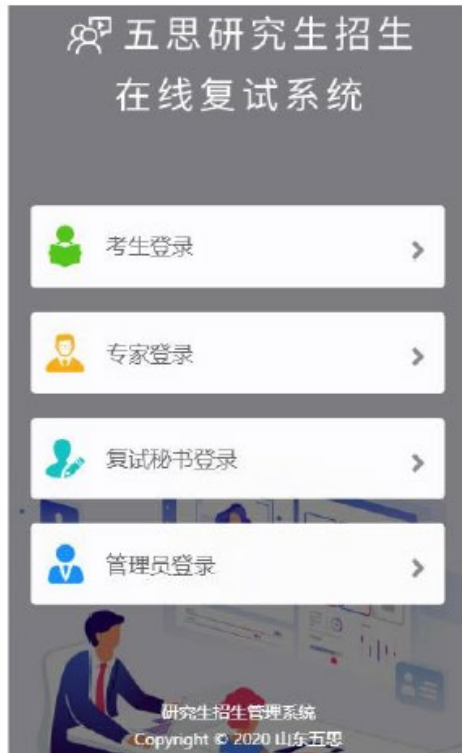 五思研究生招生
在线复试系统
考生登录
专家登录
复试秘书登录
管理员登录
研究生招生管理系统
Copyright © 2020 山东五思